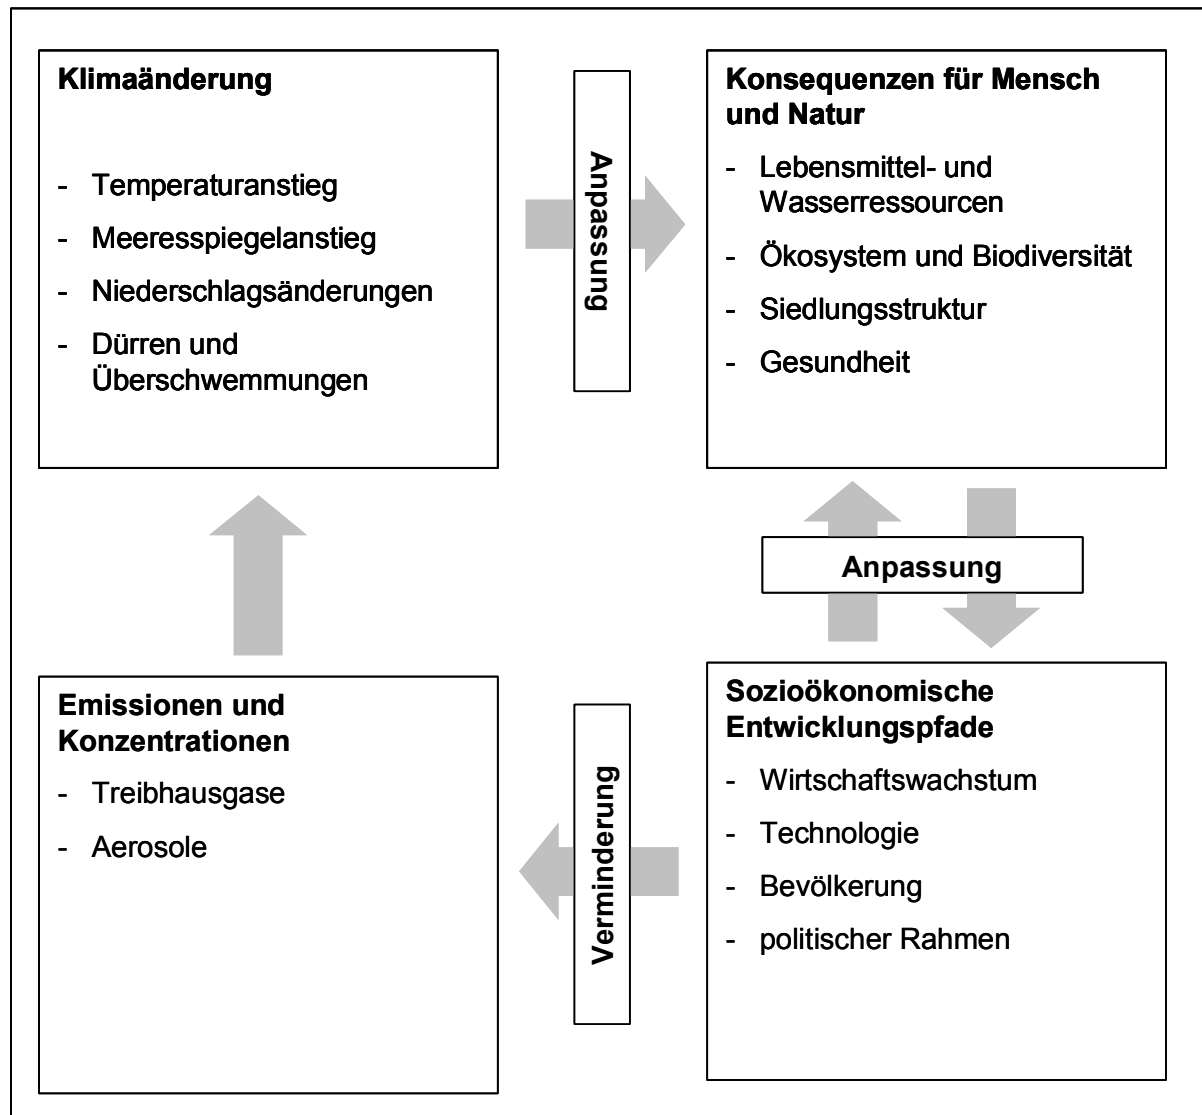 Klimaänderung
- Temperaturanstieg
- Meeresspiegelanstieg
- Niederschlagsänderungen
- Dürren und
Überschwemmungen
Anpassung
Konsequenzen für Mensch
und Natur
- Lebensmittel- und
Wasserressourcen
- Ökosystem und Biodiversität
- Siedlungsstruktur
- Gesundheit
Anpassung
Emissionen und
Konzentrationen
- Treibhausgase
- Aerosole
Verminderung
Sozioökonomische
Entwicklungspfade
- Wirtschaftswachstum
- Technologie
- Bevölkerung
- politischer Rahmen